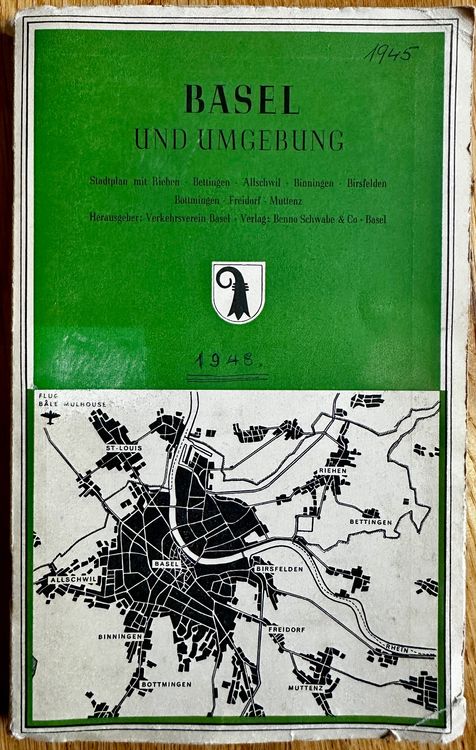 1945
BASEL
UND UMGEBUNG
Stadtplan mit Riehen · Bettingen · Allschwil · Binningen · Birsfelden
Bottmingen · Freidorf · Muttenz
Herausgeber: Verkehrsverein Basel · Verlag: Benno Schwabe & Co · Basel
1948.
FLUG
BÂLE MULHOUSE
ST-LOUIS
RIEHEN
BETTINGEN
BASEL
BIRSFELDEN
ALLSCHWIL
FREIDORF
BINNINGEN
RHEIN
BOTTMINGEN
MUTTENZ